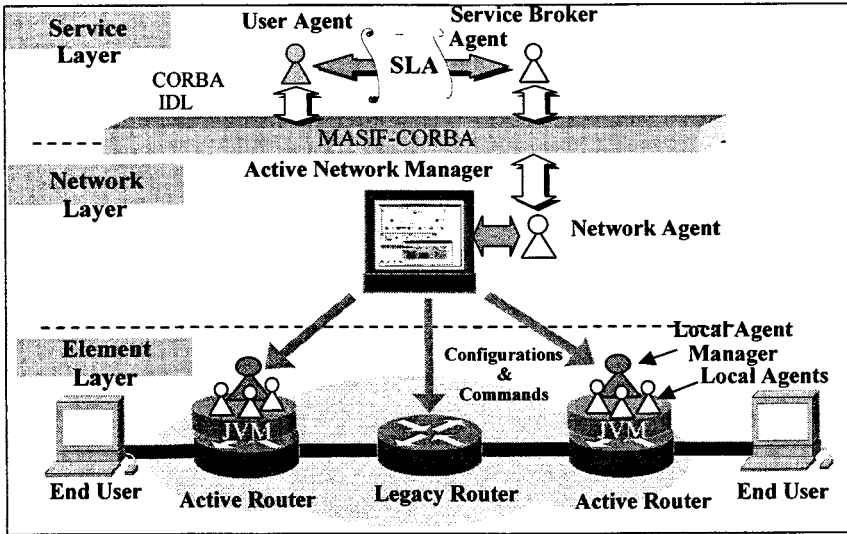 Service
Layer
User Agent
Service Broker
Agent
SLA
CORBA
IDL
MASIF-CORBA
Active Network Manager
Network
Layer
Network Agent
Element
Layer
Configurations
&
Commands
Local Agent
Manager
Local Agents
JVM
JVM
End User
Active Router
Legacy Router
Active Router
End User